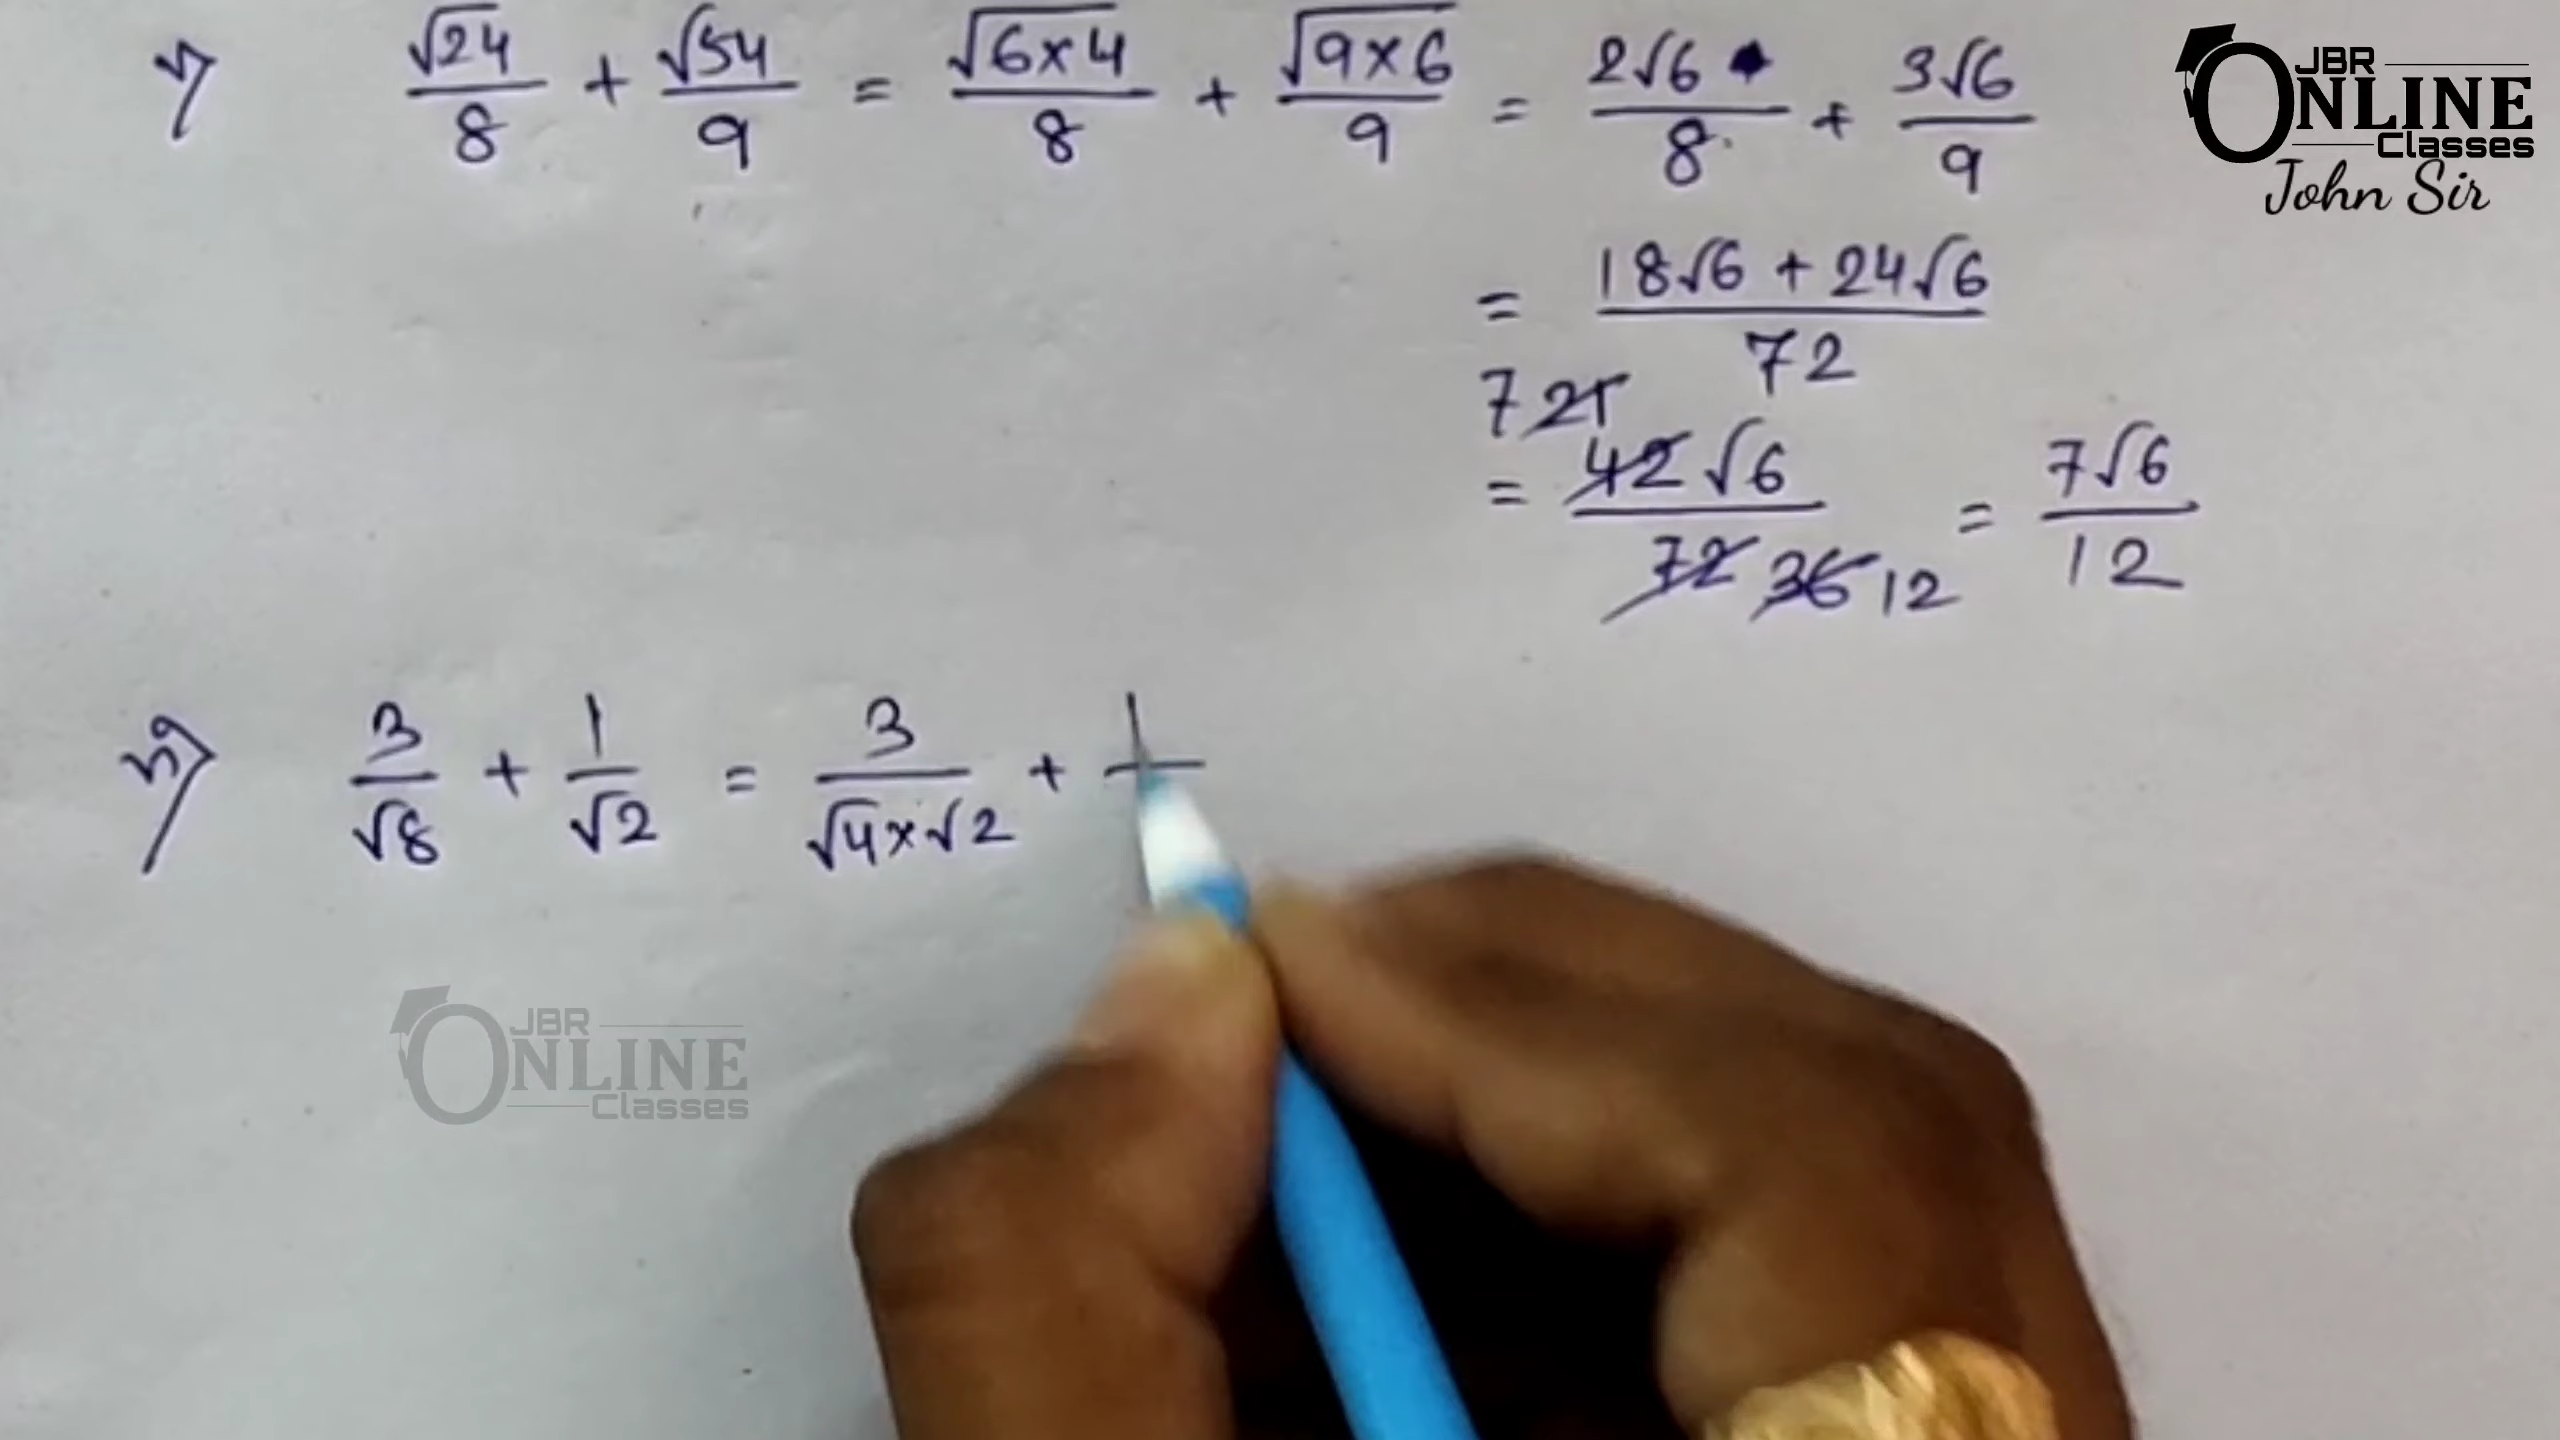 √24/8 + √54/9 = √6×4/8 + √9×6/9 = 2√6/8 + 3√6/9
= 18√6 + 24√6/72
7 21
= 42√6/72 36 12 = 7√6/12
3/√8 + 1/√2 = 3/√4×√2 + 1/
JBR
ONLINE
Classes
John Sir
JBR
ONLINE
Classes